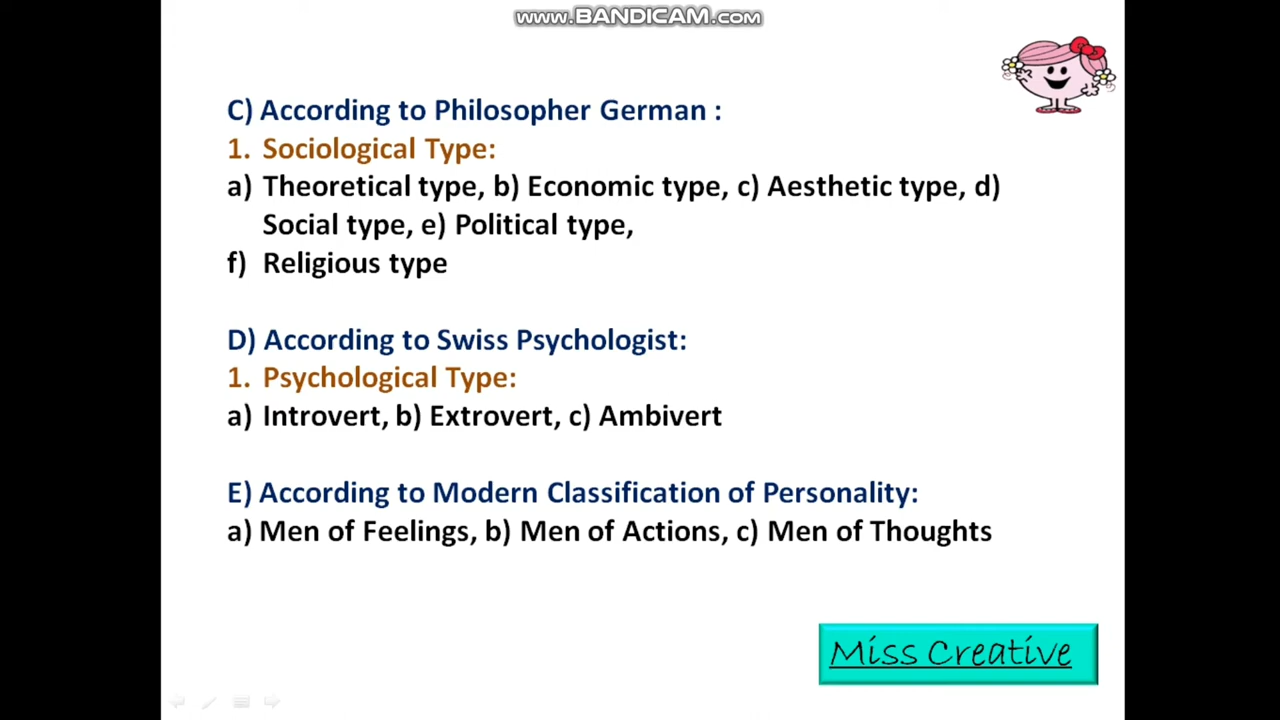 www.BANDICAM.com
C) According to Philosopher German :
1. Sociological Type:
a) Theoretical type, b) Economic type, c) Aesthetic type, d)
Social type, e) Political type,
f) Religious type
D) According to Swiss Psychologist:
1. Psychological Type:
a) Introvert, b) Extrovert, c) Ambivert
E) According to Modern Classification of Personality:
a) Men of Feelings, b) Men of Actions, c) Men of Thoughts
Miss Creative